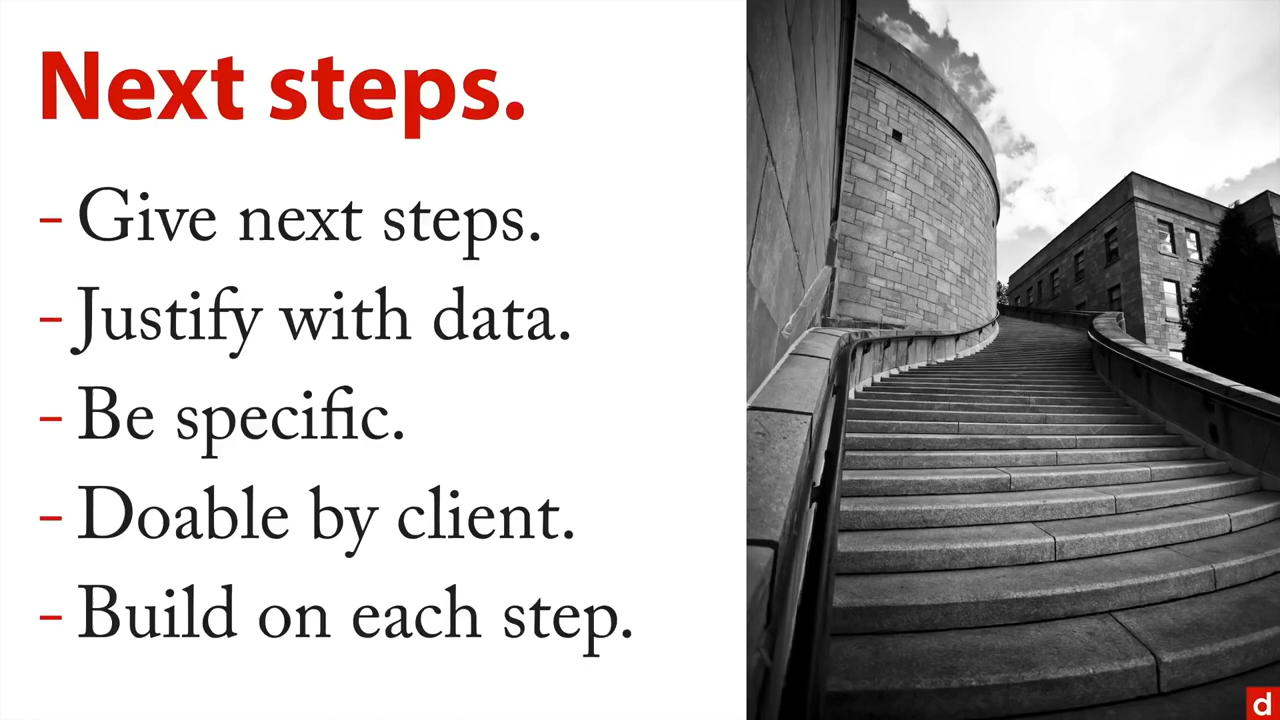 Next steps.
- Give next steps.
- Justify with data.
- Be specific.
- Doable by client.
- Build on each step.
d